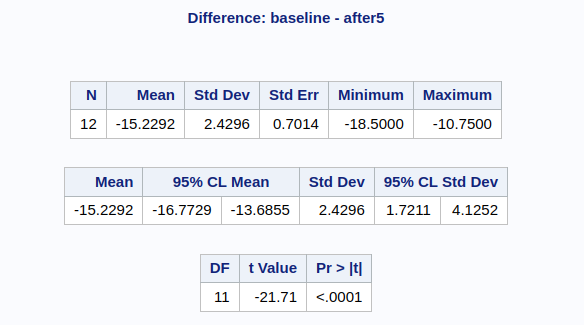 Difference: baseline - after5
N Mean Std Dev Std Err Minimum Maximum
12 -15.2292 2.4296 0.7014 -18.5000 -10.7500
Mean 95% CL Mean Std Dev 95% CL Std Dev
-15.2292 -16.7729 -13.6855 2.4296 1.7211 4.1252
DF t Value Pr > |t|
11 -21.71 <.0001